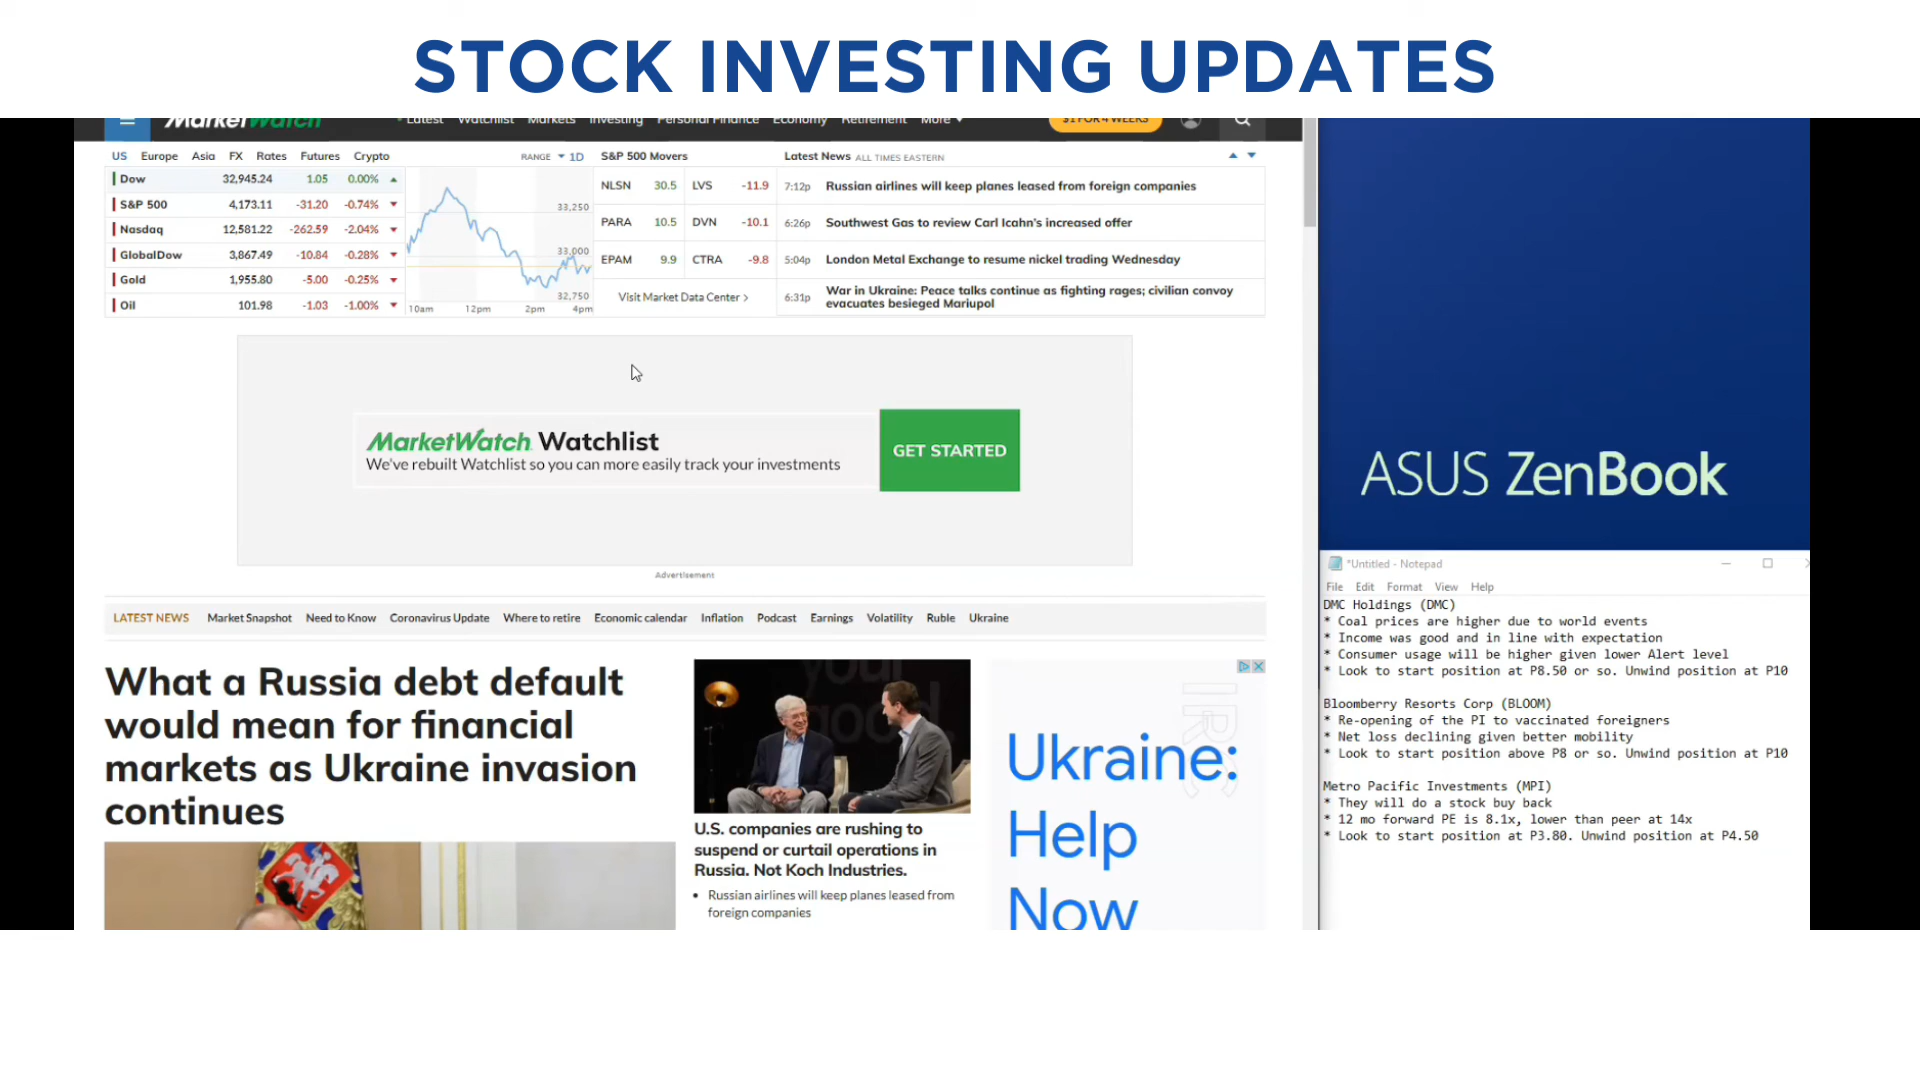 STOCK INVESTING UPDATES
MarketWatch Latest Watchlist Markets Investing Personal Finance Economy Retirement More $1 FOR 4 WEEKS
US Europe Asia FX Rates Futures Crypto
Dow 32,945.24 1.05 0.00%
S&P 500 4,173.11 -31.20 -0.74%
Nasdaq 12,581.22 -262.59 -2.04%
GlobalDow 3,867.49 -10.84 -0.28%
Gold 1,955.80 -5.00 -0.25%
Oil 101.98 -1.03 -1.00%
RANGE 1D
33,250
33,000
32,750
10am 12pm 2pm 4pm
S&P 500 Movers
NLSN 30.5 LVS -11.9
PARA 10.5 DVN -10.1
EPAM 9.9 CTRA -9.8
Visit Market Data Center >
Latest News ALL TIMES EASTERN
7:12p Russian airlines will keep planes leased from foreign companies
6:26p Southwest Gas to review Carl Icahn's increased offer
5:04p London Metal Exchange to resume nickel trading Wednesday
6:31p War in Ukraine: Peace talks continue as fighting rages; civilian convoy
evacuates besieged Mariupol
MarketWatch Watchlist
We've rebuilt Watchlist so you can more easily track your investments
GET STARTED
Advertisement
LATEST NEWS Market Snapshot Need to Know Coronavirus Update Where to retire Economic calendar Inflation Podcast Earnings Volatility Ruble Ukraine
What a Russia debt default
would mean for financial
markets as Ukraine invasion
continues
your
good
U.S. companies are rushing to
suspend or curtail operations in
Russia. Not Koch Industries.
• Russian airlines will keep planes leased from
foreign companies
IRC
Ukraine:
Help
Now
ASUS ZenBook
*Untitled - Notepad
File Edit Format View Help
DMC Holdings (DMC)
* Coal prices are higher due to world events
* Income was good and in line with expectation
* Consumer usage will be higher given lower Alert level
* Look to start position at P8.50 or so. Unwind position at P10
Bloomberry Resorts Corp (BLOOM)
* Re-opening of the PI to vaccinated foreigners
* Net loss declining given better mobility
* Look to start position above P8 or so. Unwind position at P10
Metro Pacific Investments (MPI)
* They will do a stock buy back
* 12 mo forward PE is 8.1x, lower than peer at 14x
* Look to start position at P3.80. Unwind position at P4.50